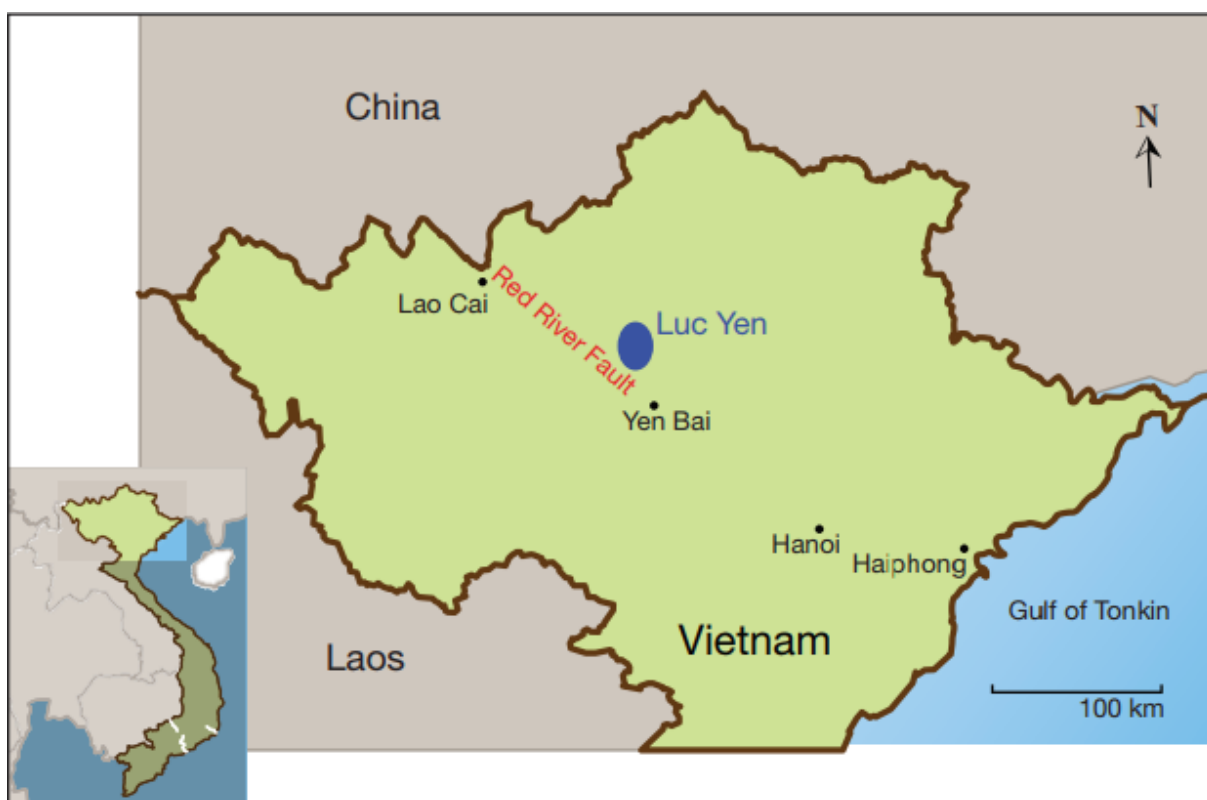 China
N
Lao Cai
Red River Fault
Luc Yen
Yen Bai
Hanoi
Haiphong
Gulf of Tonkin
Vietnam
Laos
100 km